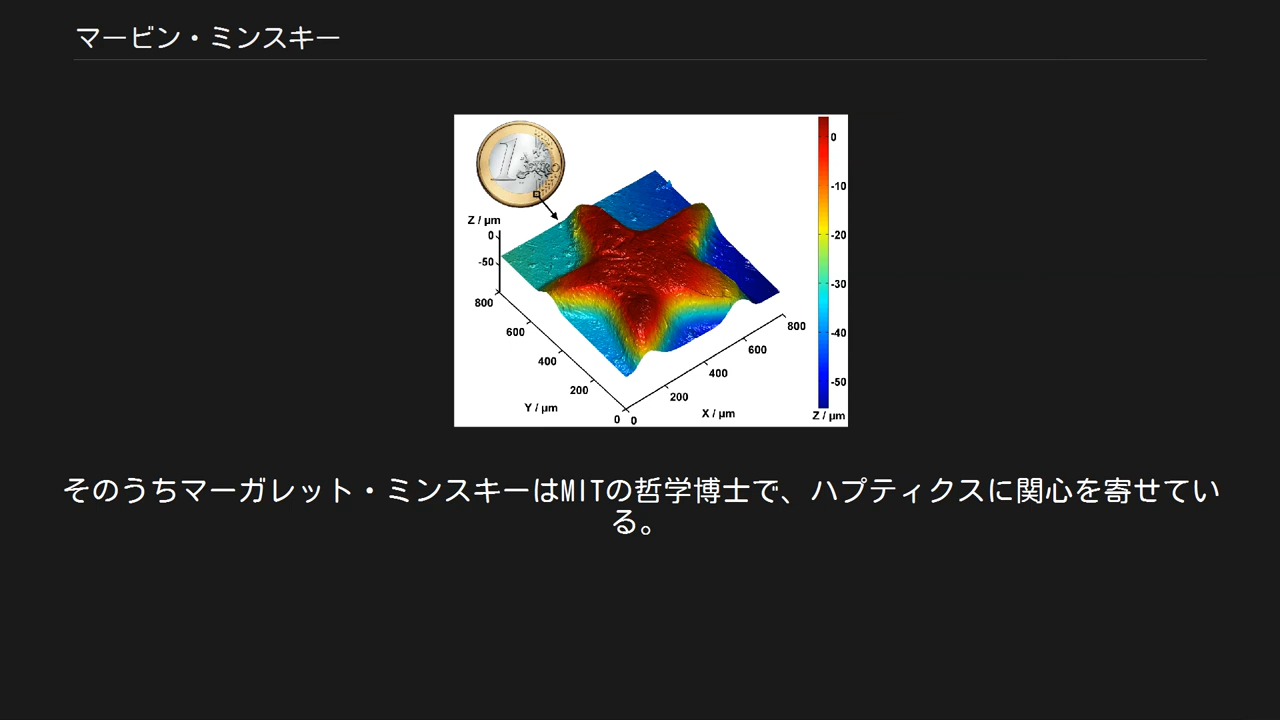 マービン・ミンスキー
1
Z / µm
0
-50
800
600
400
200
0
Y / µm
0
200
400
600
800
X / µm
0
-10
-20
-30
-40
-50
Z / µm
そのうちマーガレット・ミンスキーはMITの哲学博士で、ハプティクスに関心を寄せてい
る。